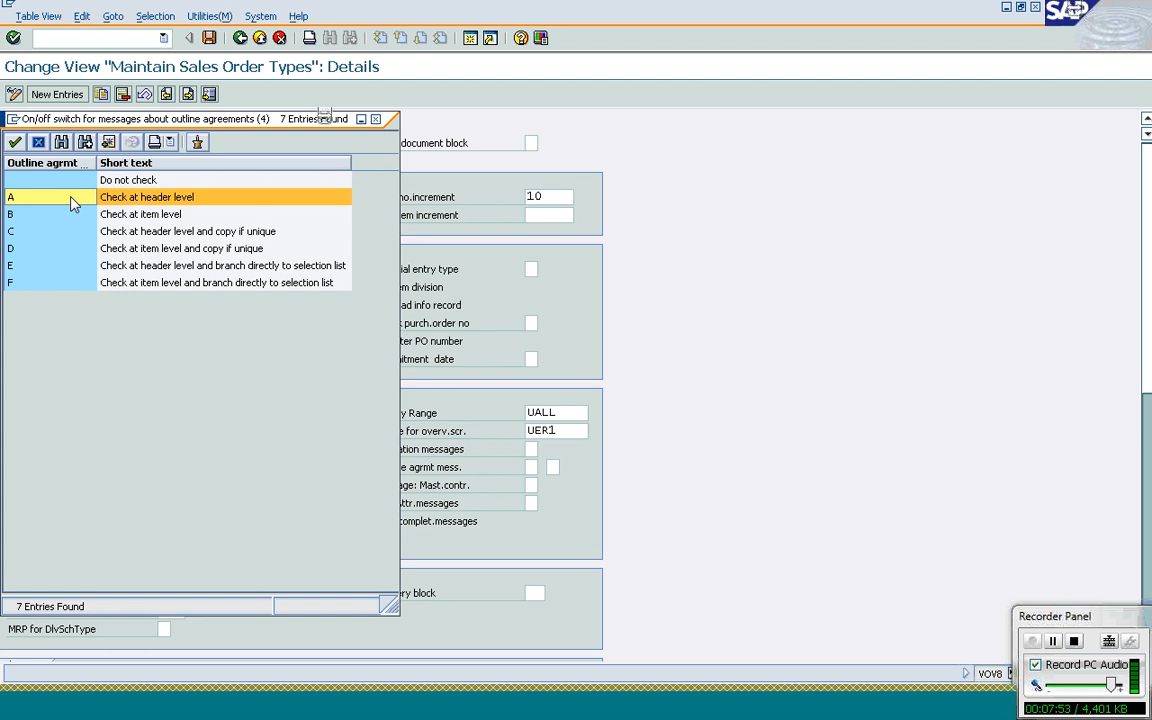 Table View Edit Goto Selection Utilities(M) System Help
SAP
Change View "Maintain Sales Order Types": Details
New Entries
On/off switch for messages about outline agreements (4) 7 Entries Found
Outline agrmt ... Short text
Do not check
A Check at header level
B Check at item level
C Check at header level and copy if unique
D Check at item level and copy if unique
E Check at header level and branch directly to selection list
F Check at item level and branch directly to selection list
7 Entries Found
document block
no.increment 10
em increment
ial entry type
em division
ad info record
purch.order no
ter PO number
mitment date
y Range UALL
e for overv.scr. UER1
ation messages
e agrmt mess.
age: Mast.contr.
ttr.messages
complet.messages
ery block
MRP for DlvSchType
VOV8
Recorder Panel
Record PC Audio
00:07:53 / 4,401 KB